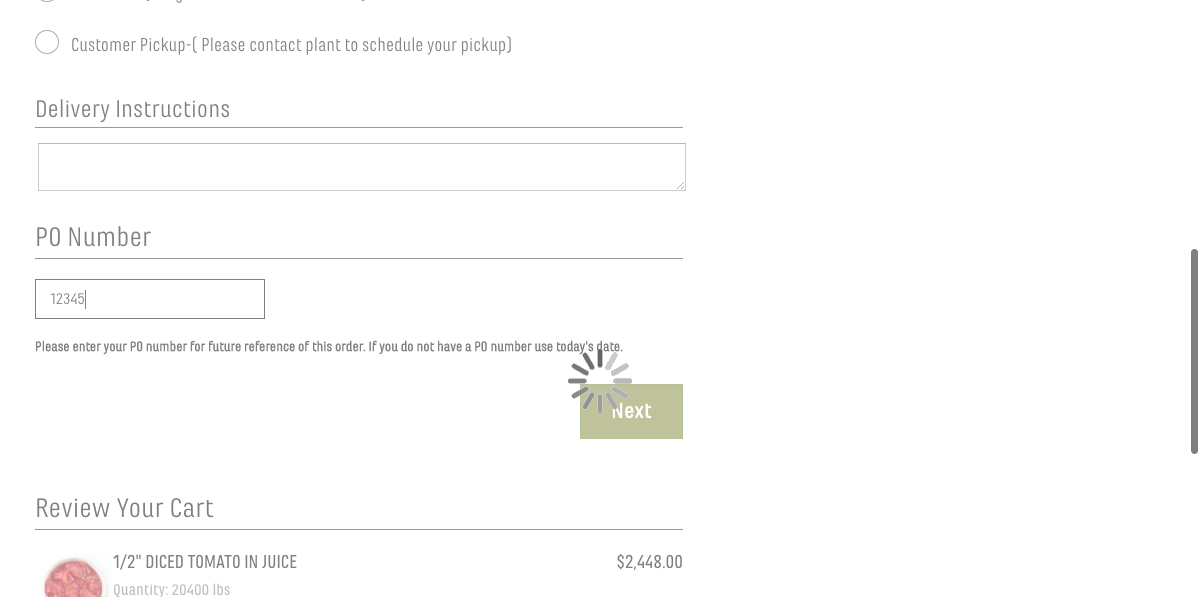 Customer Pickup-( Please contact plant to schedule your pickup)
Delivery Instructions
PO Number
12345
Please enter your PO number for future reference of this order. If you do not have a PO number use today's date.
Next
Review Your Cart
1/2" DICED TOMATO IN JUICE
$2,448.00
Quantity: 20400 lbs